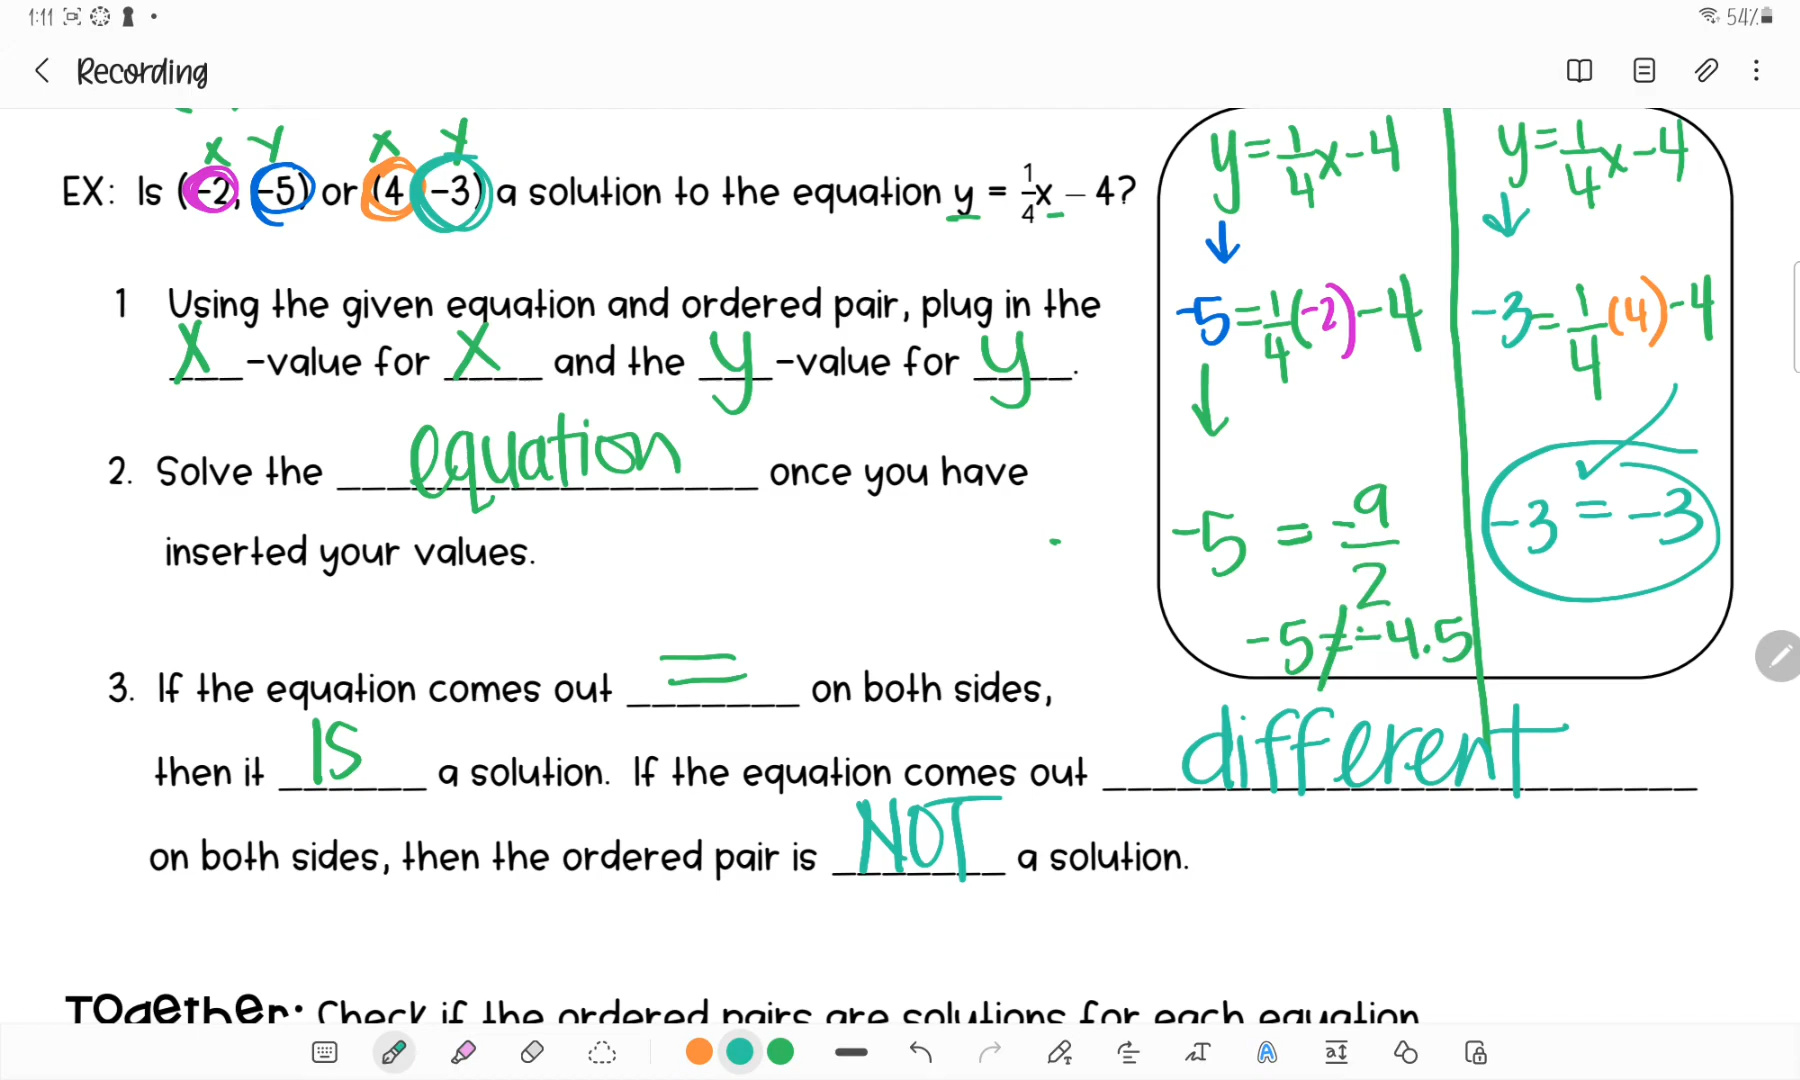 1:11 54%
Recording
x y x y
EX: Is (-2, -5) or (4 -3) a solution to the equation y = 1/4x – 4?
1 Using the given equation and ordered pair, plug in the
x -value for x and the y -value for y.
2. Solve the equation once you have
inserted your values.
3. If the equation comes out = on both sides,
then it IS a solution. If the equation comes out different
on both sides, then the ordered pair is NOT a solution.
y = 1/4x - 4
-5 = 1/4(-2) - 4
-5 = -9/2
-5 ≠ -4.5
y = 1/4x - 4
-3 = 1/4(4) - 4
-3 = -3
Together: Check if the ordered pairs are solutions for each equation